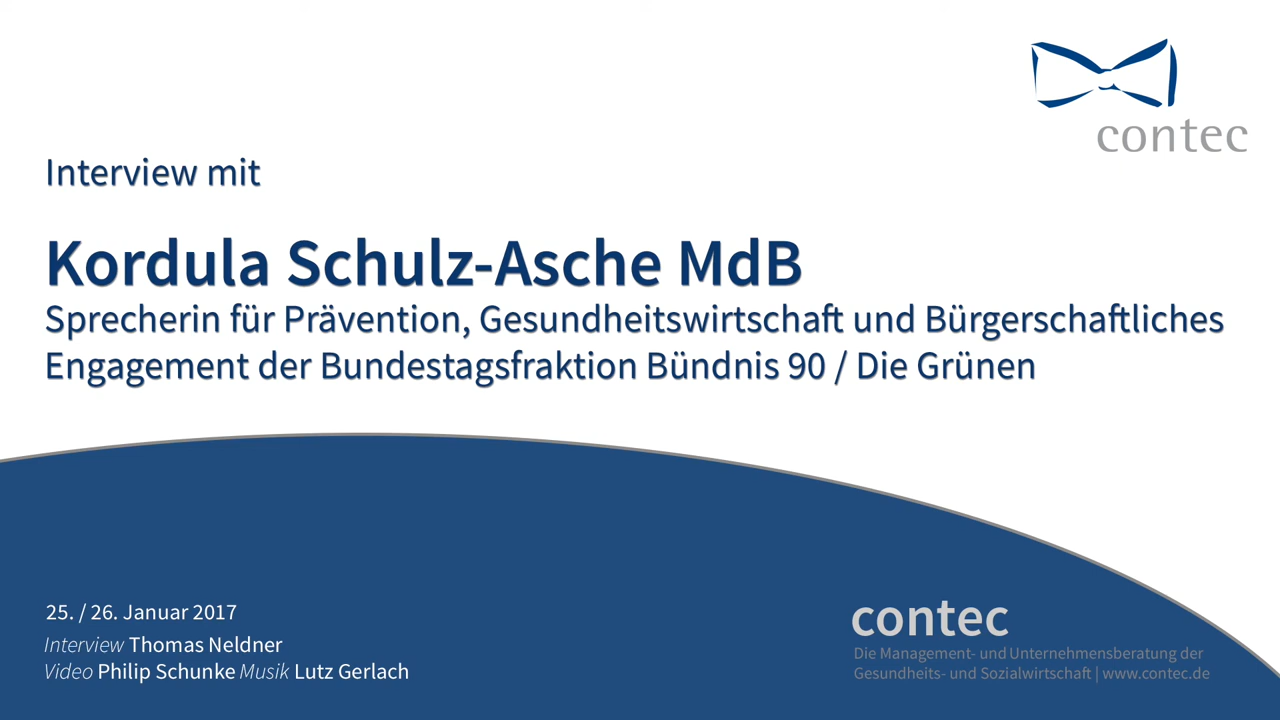 contec
Interview mit
Kordula Schulz-Asche MdB
Sprecherin für Prävention, Gesundheitswirtschaft und Bürgerschaftliches
Engagement der Bundestagsfraktion Bündnis 90 / Die Grünen
25. / 26. Januar 2017
Interview Thomas Neldner
Video Philip Schunke Musik Lutz Gerlach
contec
Die Management- und Unternehmensberatung der
Gesundheits- und Sozialwirtschaft | www.contec.de